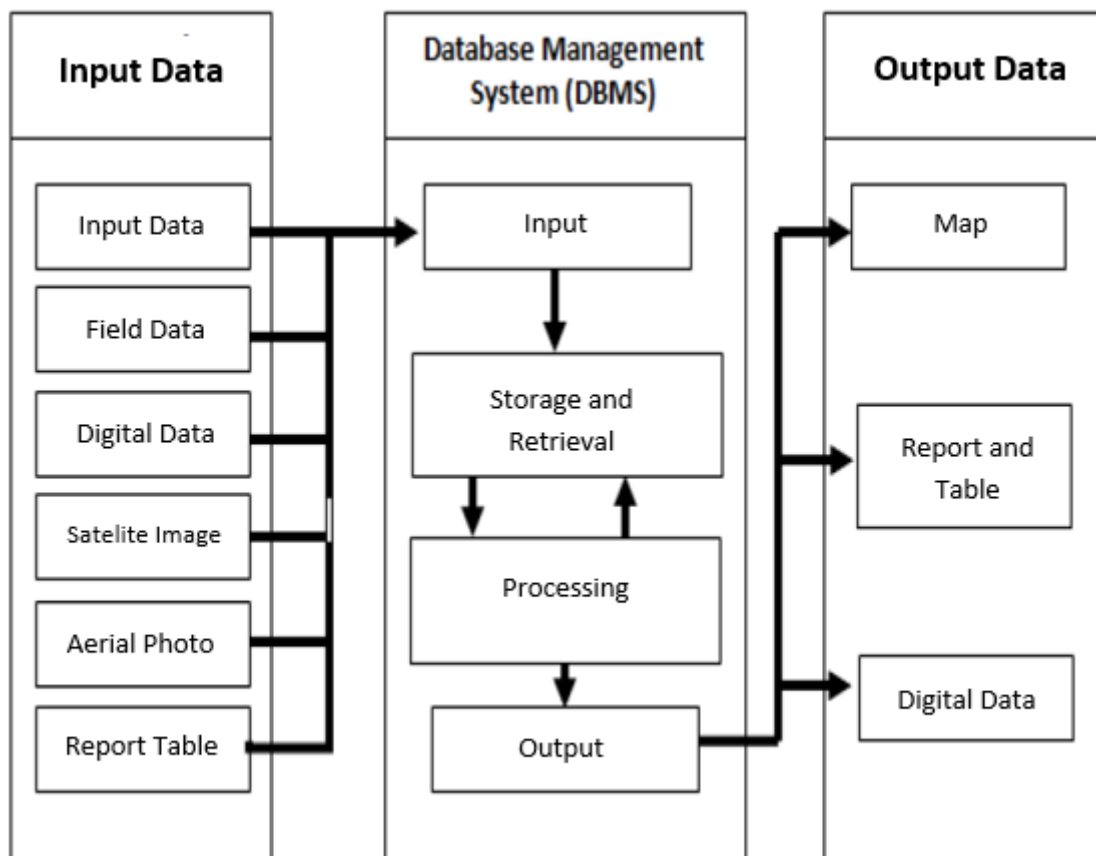 Input Data
Input Data
Field Data
Digital Data
Satelite Image
Aerial Photo
Report Table
Database Management
System (DBMS)
Input
Storage and
Retrieval
Processing
Output
Output Data
Map
Report and
Table
Digital Data